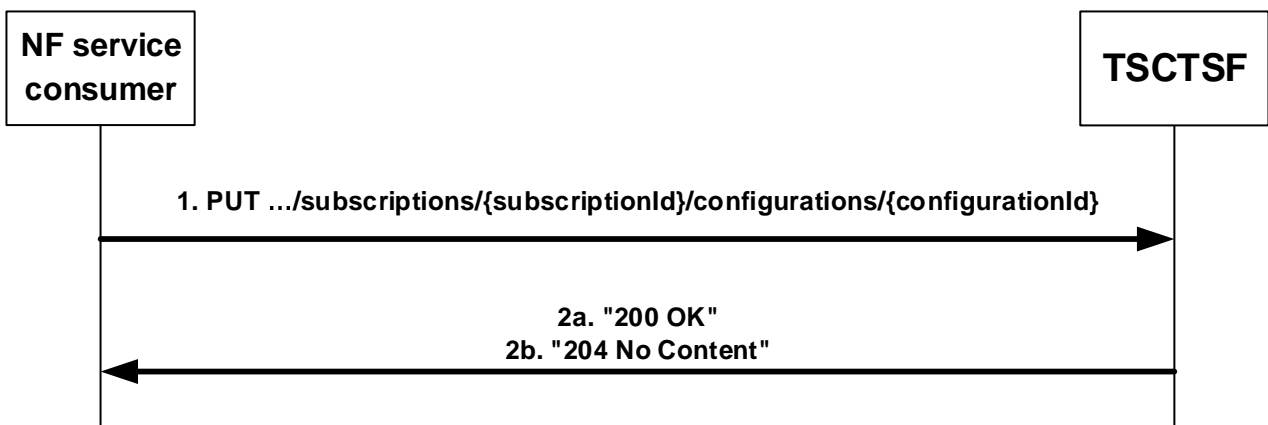 NF service
consumer
TSCTSF
1. PUT …/subscriptions/{subscriptionId}/configurations/{configurationId}
2a. "200 OK"
2b. "204 No Content"